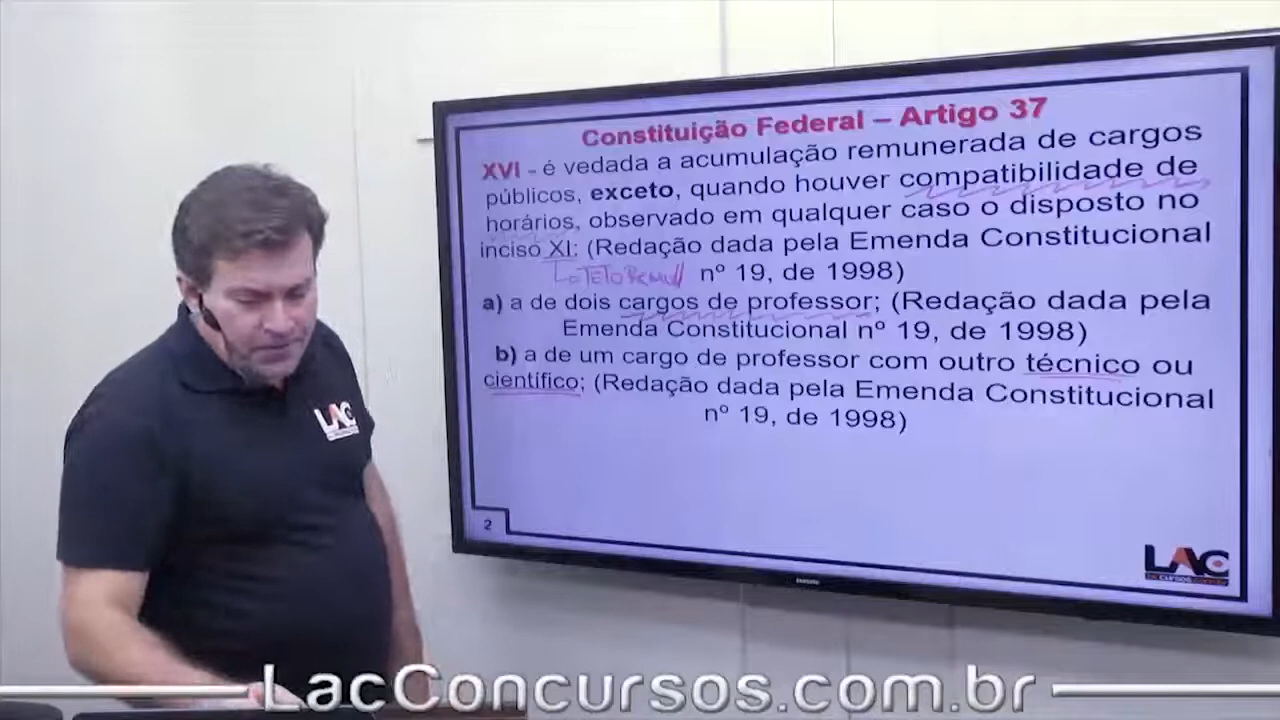 Constituição Federal – Artigo 37
XVI - é vedada a acumulação remunerada de cargos
públicos, exceto, quando houver compatibilidade de
horários, observado em qualquer caso o disposto no
inciso XI: (Redação dada pela Emenda Constitucional
TETO REMU nº 19, de 1998)
a) a de dois cargos de professor; (Redação dada pela
Emenda Constitucional nº 19, de 1998)
b) a de um cargo de professor com outro técnico ou
científico; (Redação dada pela Emenda Constitucional
nº 19, de 1998)
2
LAC
LAC
LacConcursos.com.br